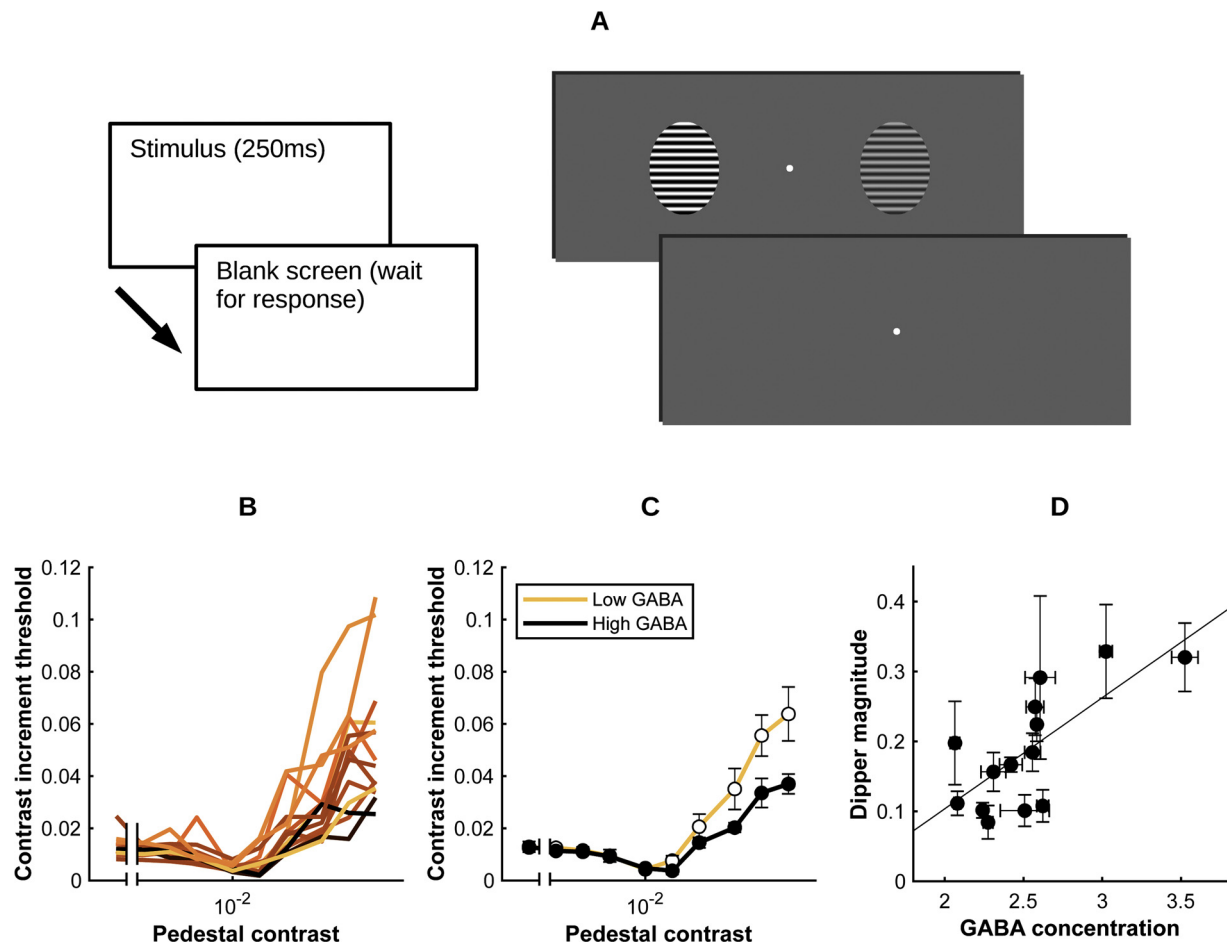 A
Stimulus (250ms)
Blank screen (wait
for response)
B
C
D
Contrast increment threshold
0.12
0.1
0.08
0.06
0.04
0.02
0
10-2
Pedestal contrast
Contrast increment threshold
0.12
0.1
0.08
0.06
0.04
0.02
0
Low GABA
High GABA
10-2
Pedestal contrast
Dipper magnitude
0.4
0.3
0.2
0.1
0
2
2.5
3
3.5
GABA concentration